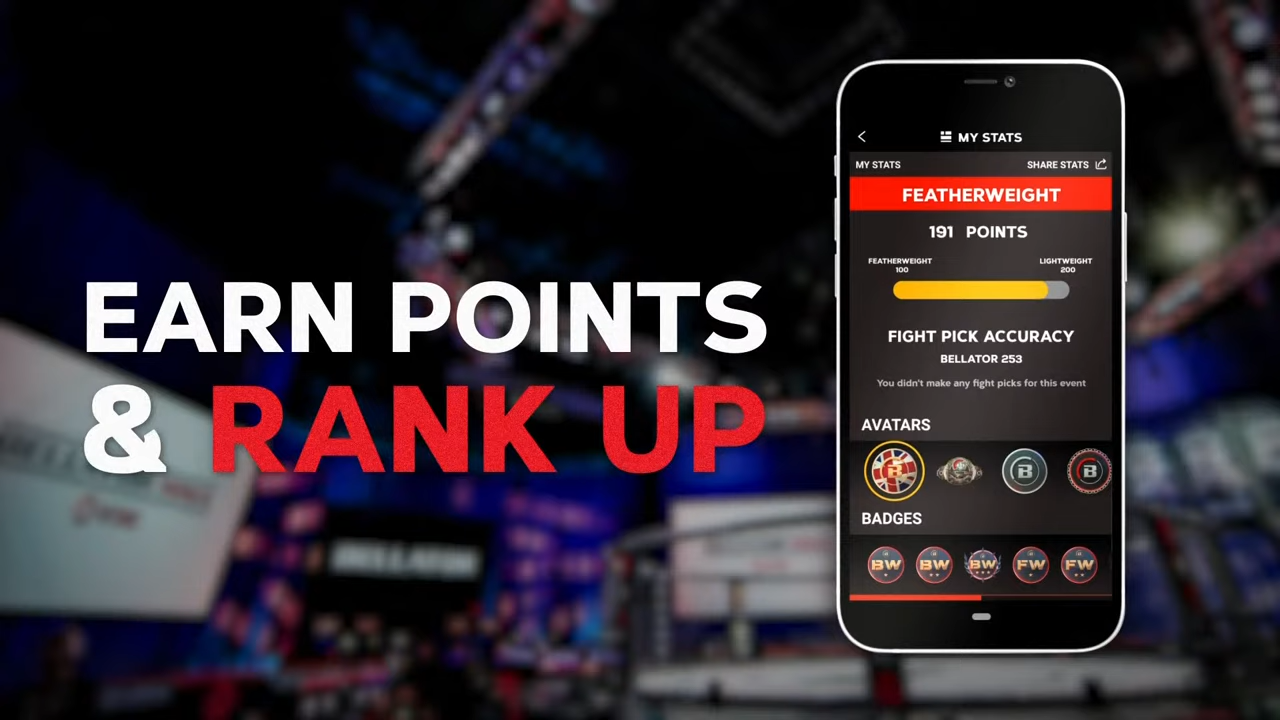 EARN POINTS
& RANK UP
MY STATS
MY STATS
SHARE STATS
FEATHERWEIGHT
191 POINTS
FEATHERWEIGHT
100
LIGHTWEIGHT
200
FIGHT PICK ACCURACY
BELLATOR 253
You didn't make any fight picks for this event
AVATARS
B
B
BADGES
BW
BW
BW
FW
FW
BELLATOR